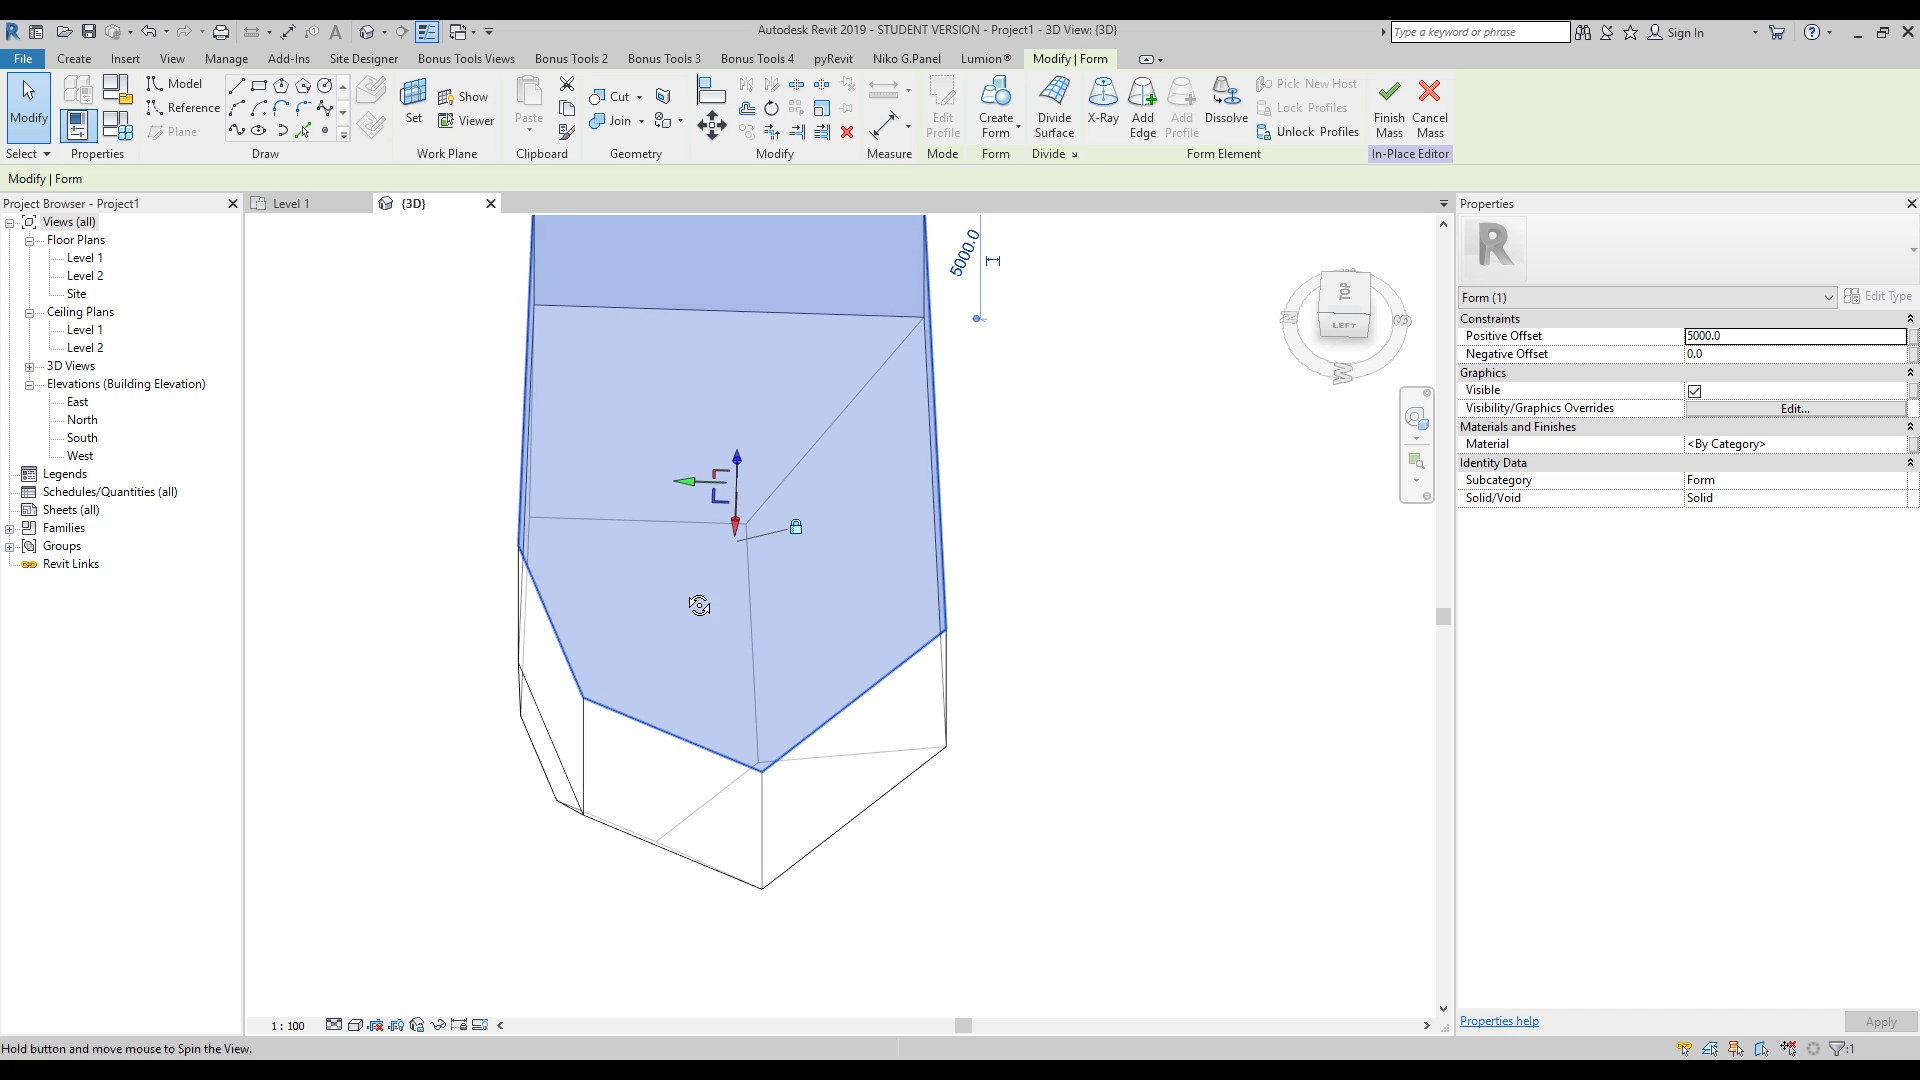 Autodesk Revit 2019 - STUDENT VERSION - Project1 - 3D View: {3D}
Type a keyword or phrase
Sign In
File Create Insert View Manage Add-Ins Site Designer Bonus Tools Views Bonus Tools 2 Bonus Tools 3 Bonus Tools 4 pyRevit Niko G.Panel Lumion® Modify | Form
Model
Reference
Plane
Show
Viewer
Cut
Join
Pick New Host
Lock Profiles
Unlock Profiles
Modify
Set
Paste
Edit Profile
Create Form
Divide Surface
X-Ray
Add Edge
Add Profile
Dissolve
Finish Mass
Cancel Mass
Select Properties Draw Work Plane Clipboard Geometry Modify Measure Mode Form Divide Form Element In-Place Editor
Modify | Form
Project Browser - Project1
Views (all)
Floor Plans
Level 1
Level 2
Site
Ceiling Plans
Level 1
Level 2
3D Views
Elevations (Building Elevation)
East
North
South
West
Legends
Schedules/Quantities (all)
Sheets (all)
Families
Groups
Revit Links
Level 1
{3D}
5000.0
TOP
LEFT
N
S
W
Properties
R
Form (1)
Edit Type
Constraints
Positive Offset 5000.0
Negative Offset 0.0
Graphics
Visible
Visibility/Graphics Overrides Edit...
Materials and Finishes
Material <By Category>
Identity Data
Subcategory Form
Solid/Void Solid
Properties help
Apply
1 : 100
Hold button and move mouse to Spin the View.
:1